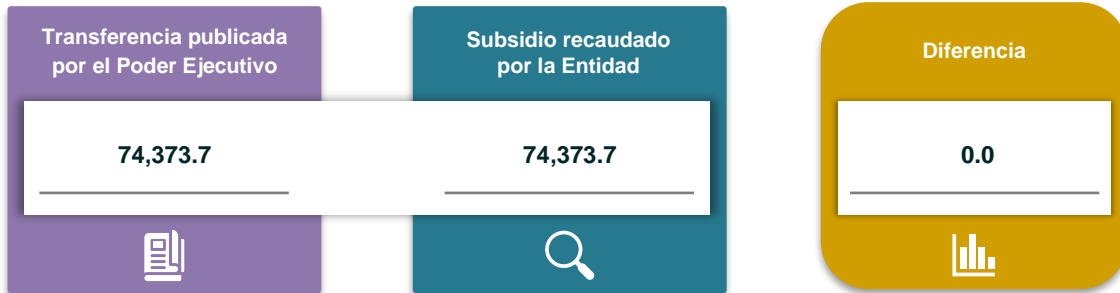 Transferencia publicada
por el Poder Ejecutivo
74,373.7
Subsidio recaudado
por la Entidad
74,373.7
Diferencia
0.0